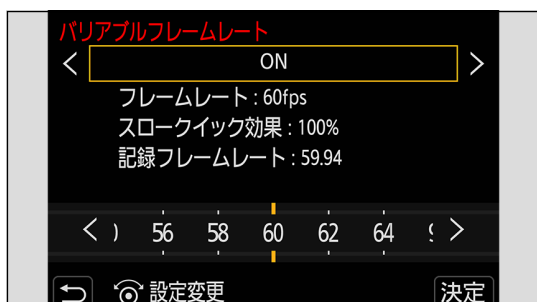 バリアブルフレームレート
ON
フレームレート : 60fps
スロークイック効果 : 100%
記録フレームレート : 59.94
56 58 60 62 64
設定変更 決定